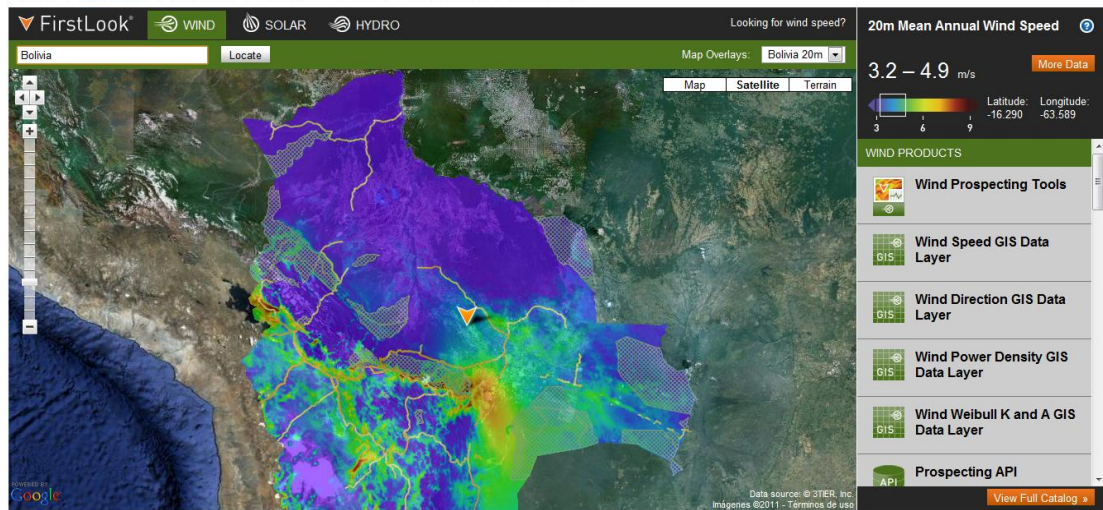 FirstLook®
WIND
SOLAR
HYDRO
Looking for wind speed?
Bolivia
Locate
Map Overlays:
Bolivia 20m
Map
Satellite
Terrain
POWERED BY
Google
Data source: © 3TIER, Inc.
Imágenes ©2011 - Términos de uso
20m Mean Annual Wind Speed
?
3.2 – 4.9 m/s
More Data
3 6 9
Latitude:
-16.290
Longitude:
-63.589
WIND PRODUCTS
Wind Prospecting Tools
GIS
Wind Speed GIS Data
Layer
GIS
Wind Direction GIS Data
Layer
GIS
Wind Power Density GIS
Data Layer
GIS
Wind Weibull K and A GIS
Data Layer
API
Prospecting API
View Full Catalog »